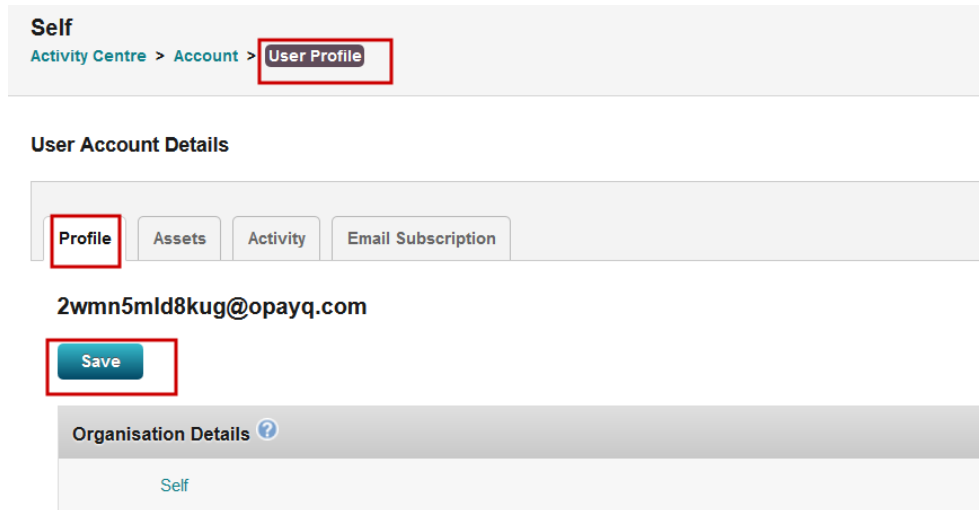 Self
Activity Centre > Account > User Profile
User Account Details
Profile Assets Activity Email Subscription
2wmn5mld8kug@opayq.com
Save
Organisation Details ?
Self